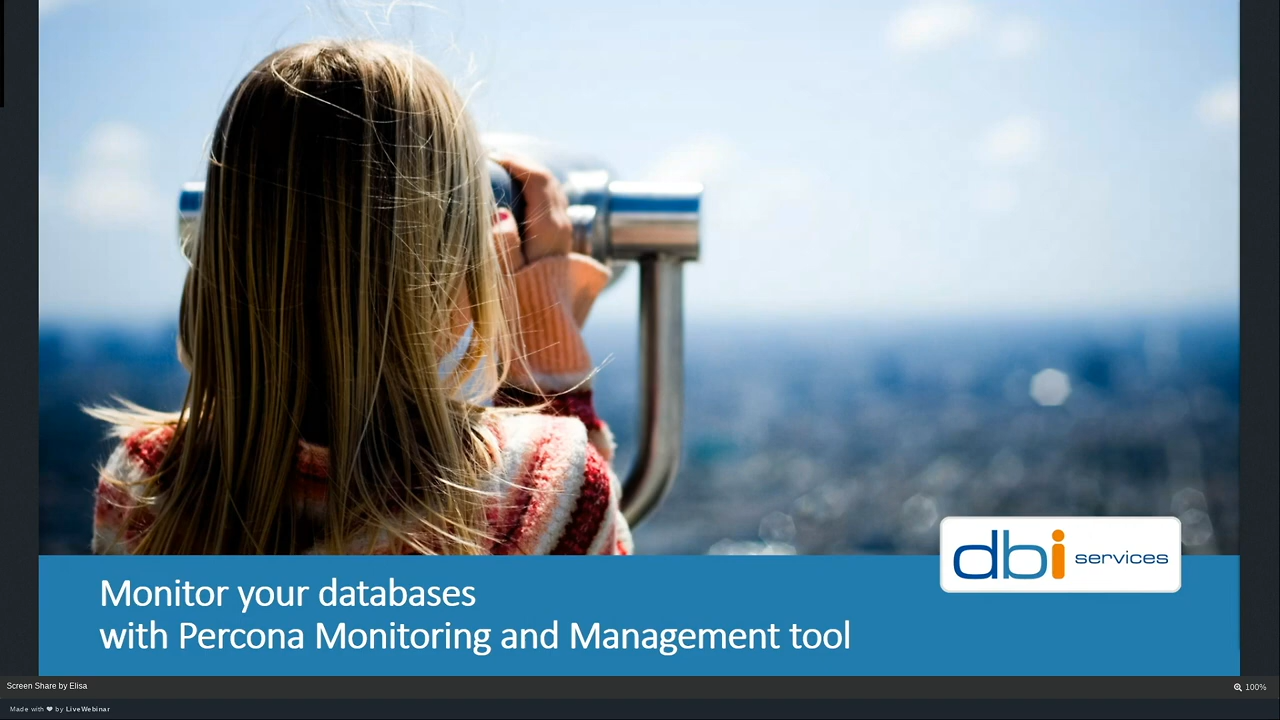 dbi services
Monitor your databases
with Percona Monitoring and Management tool
Screen Share by Elisa
100%
Made with ❤ by LiveWebinar